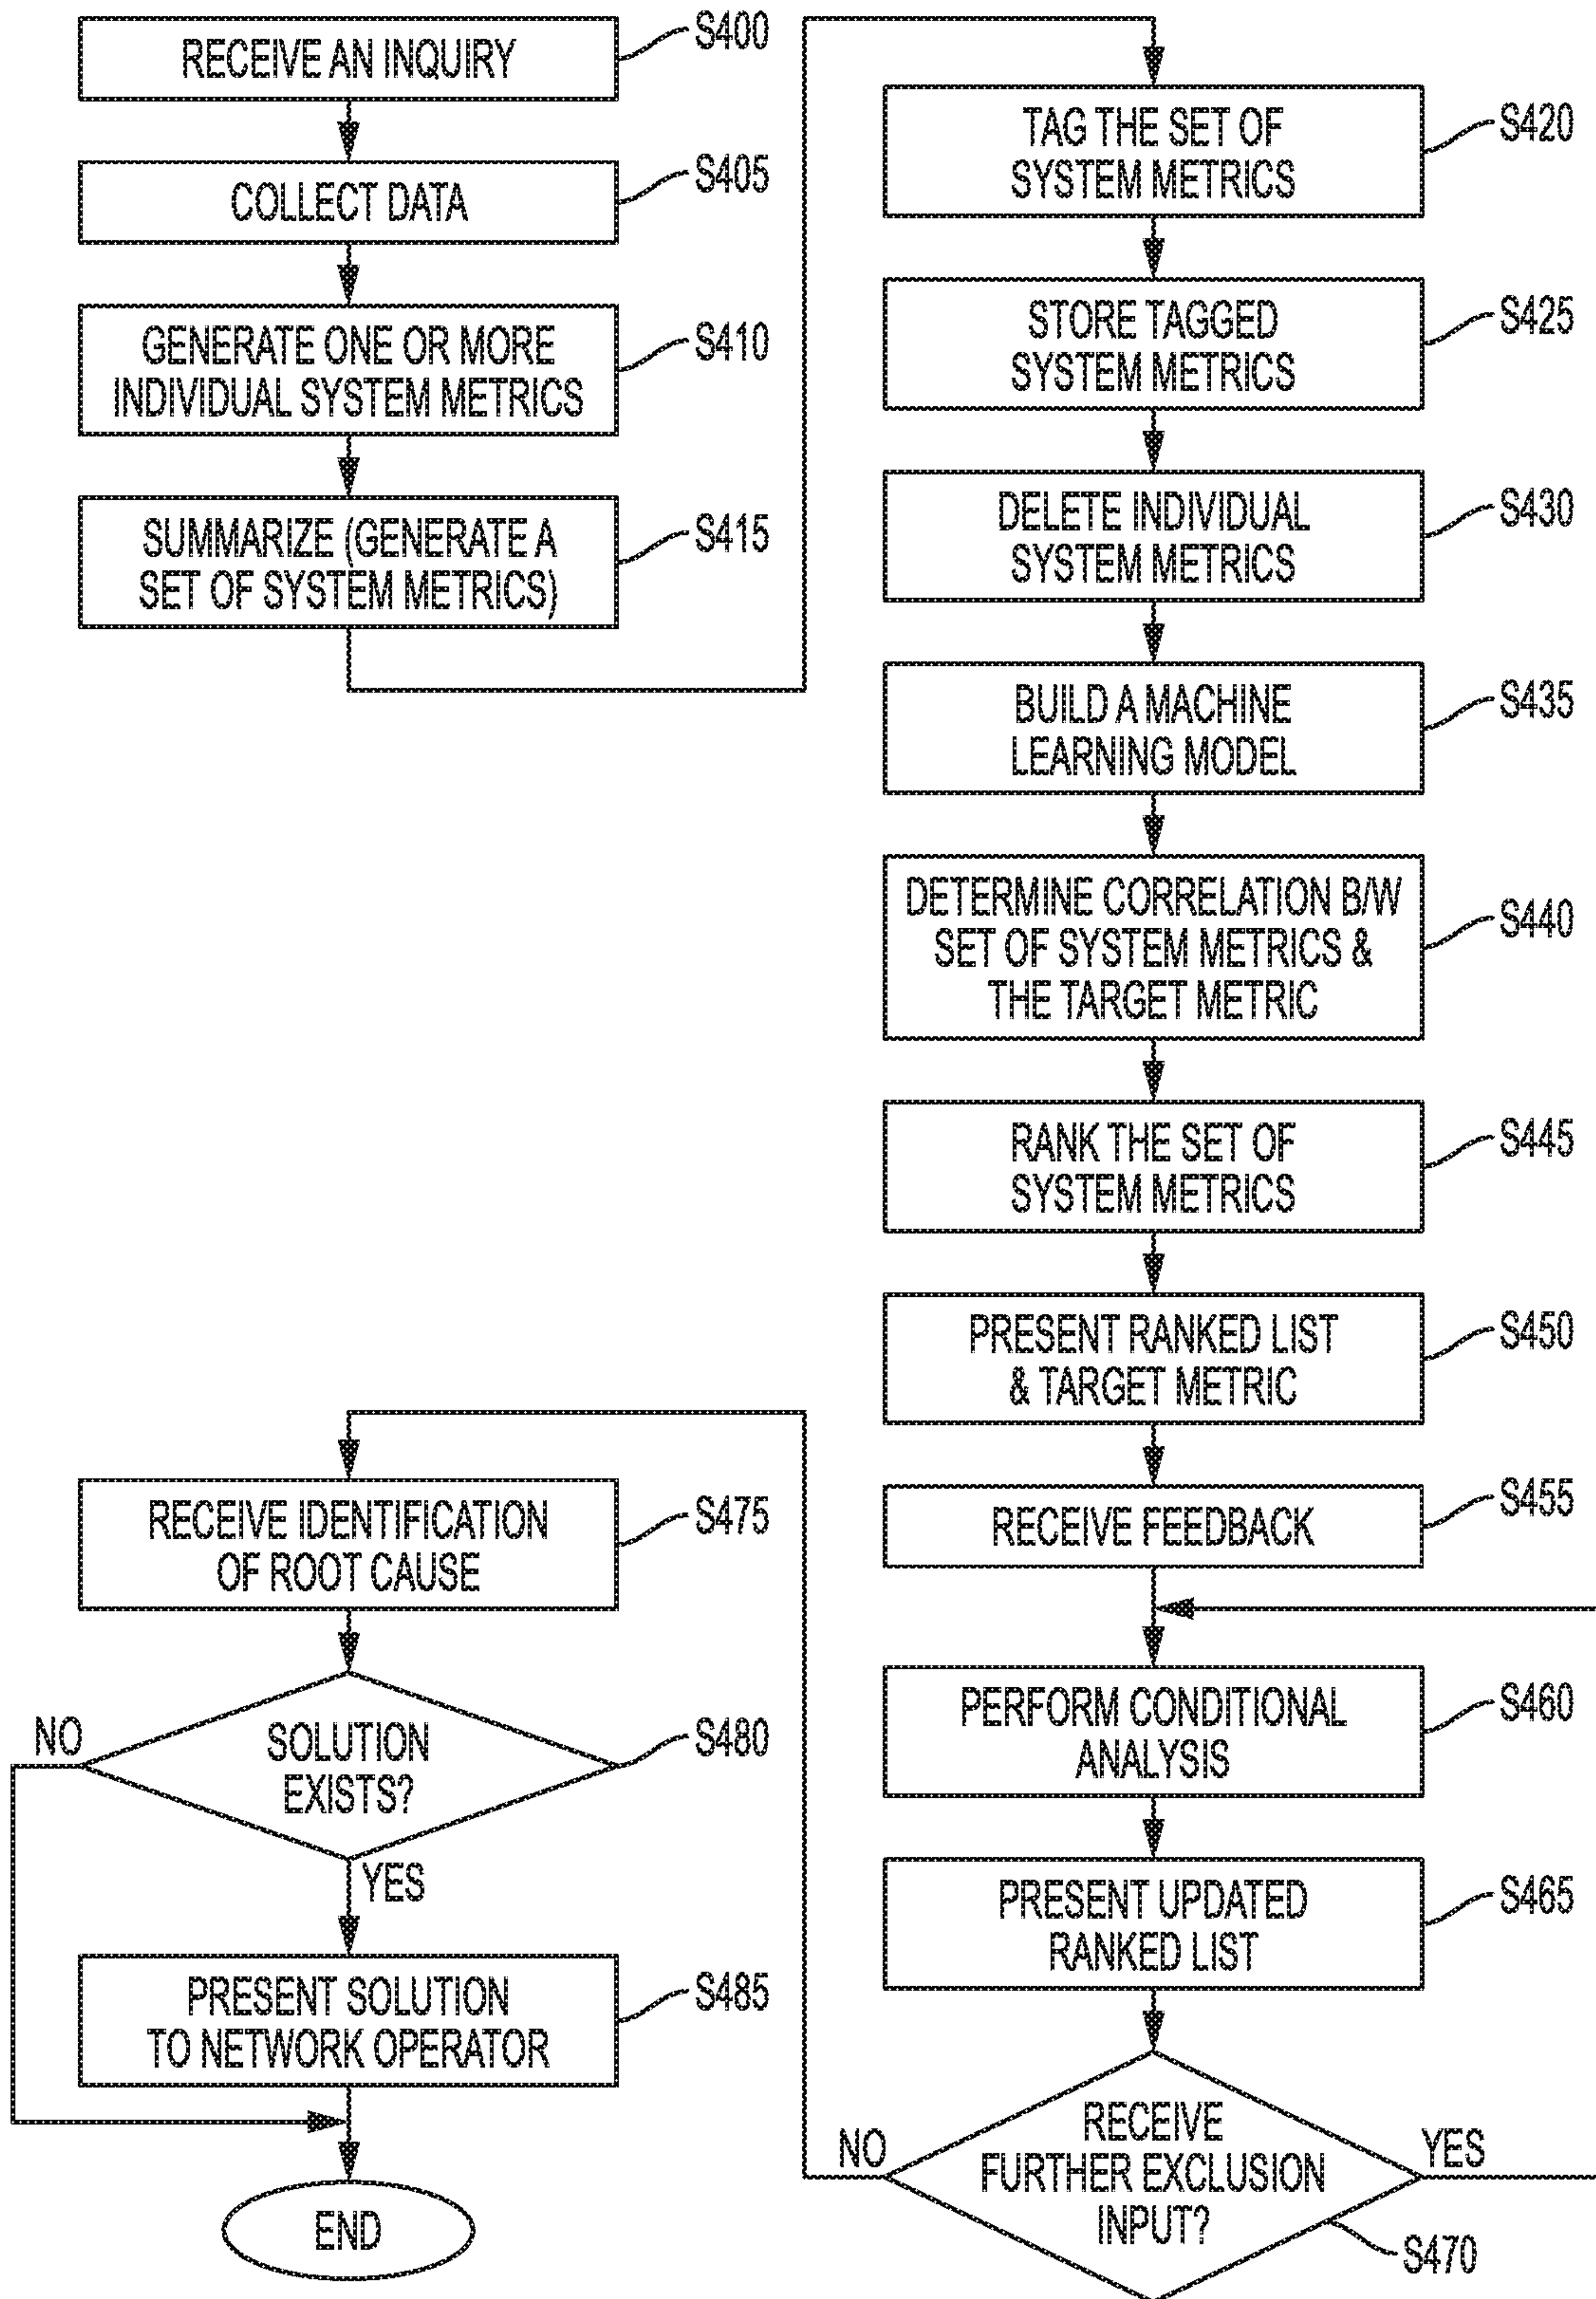 RECEIVE AN INQUIRY
S400
COLLECT DATA
S405
GENERATE ONE OR MORE
INDIVIDUAL SYSTEM METRICS
S410
SUMMARIZE (GENERATE A
SET OF SYSTEM METRICS)
S415
TAG THE SET OF
SYSTEM METRICS
S420
STORE TAGGED
SYSTEM METRICS
S425
DELETE INDIVIDUAL
SYSTEM METRICS
S430
BUILD A MACHINE
LEARNING MODEL
S435
DETERMINE CORRELATION B/W
SET OF SYSTEM METRICS &
THE TARGET METRIC
S440
RANK THE SET OF
SYSTEM METRICS
S445
PRESENT RANKED LIST
& TARGET METRIC
S450
RECEIVE FEEDBACK
S455
PERFORM CONDITIONAL
ANALYSIS
S460
PRESENT UPDATED
RANKED LIST
S465
RECEIVE
FURTHER EXCLUSION
INPUT?
NO
YES
S470
RECEIVE IDENTIFICATION
OF ROOT CAUSE
S475
SOLUTION
EXISTS?
NO
S480
YES
PRESENT SOLUTION
TO NETWORK OPERATOR
S485
END